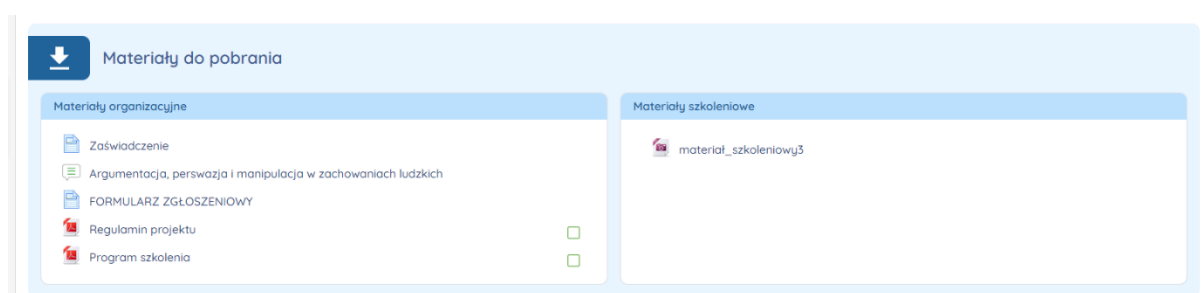 Materiały do pobrania
Materiały organizacyjne
Zaświadczenie
Argumentacja, perswazja i manipulacja w zachowaniach ludzkich
FORMULARZ ZGŁOSZENIOWY
Regulamin projektu
Program szkolenia
Materiały szkoleniowe
materiał_szkoleniowy3